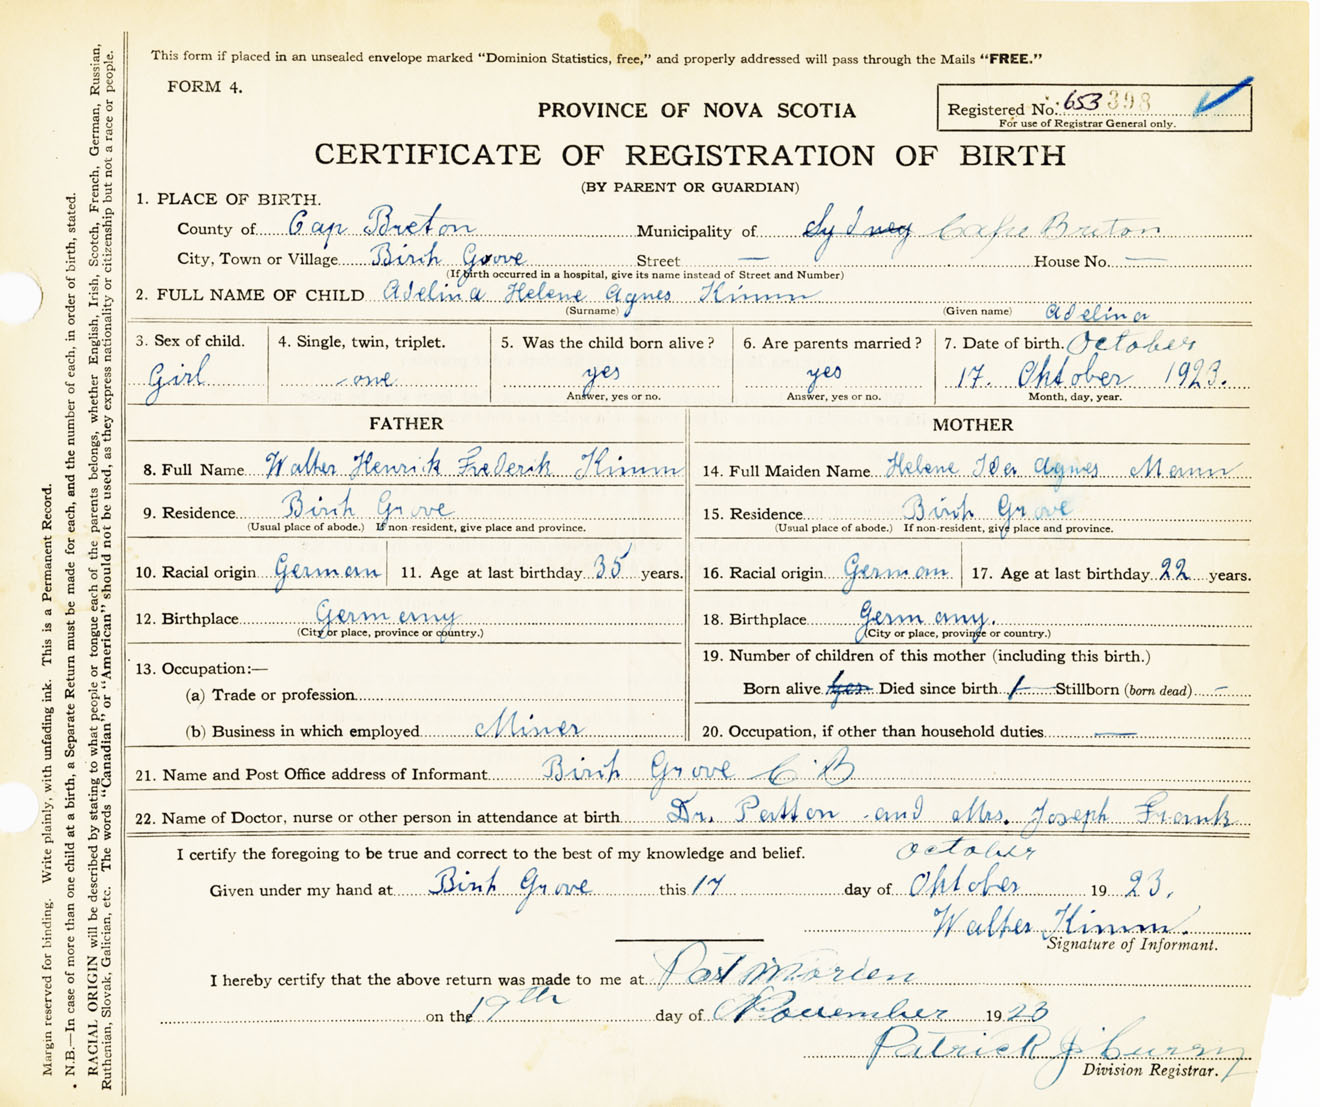 This form if placed in an unsealed envelope marked “Dominion Statistics, free,” and properly addressed will pass through the Mails “FREE.”
FORM 4.
PROVINCE OF NOVA SCOTIA
Registered No. 653 398
For use of Registrar General only.
CERTIFICATE OF REGISTRATION OF BIRTH
(BY PARENT OR GUARDIAN)
1. PLACE OF BIRTH.
County of Cap Breton Municipality of Sydney Cape Breton
City, Town or Village Birch Grove Street — House No. —
(If birth occurred in a hospital, give its name instead of Street and Number)
2. FULL NAME OF CHILD Adelina Helene Agnes Kimm
(Surname) (Given name) Adelina
3. Sex of child. 4. Single, twin, triplet. 5. Was the child born alive? 6. Are parents married? 7. Date of birth. October
Girl one yes yes 17. Oktober 1923.
Answer, yes or no. Answer, yes or no. Month, day, year.
FATHER
8. Full Name Walter Henrik Frederik Kimm
9. Residence Birch Grove
(Usual place of abode.) If non-resident, give place and province.
10. Racial origin German 11. Age at last birthday 35 years.
12. Birthplace Germany
(City or place, province or country.)
13. Occupation:—
(a) Trade or profession
(b) Business in which employed Miner
MOTHER
14. Full Maiden Name Helene Ida Agnes Mann
15. Residence Birch Grove
(Usual place of abode.) If non-resident, give place and province.
16. Racial origin German 17. Age at last birthday 22 years.
18. Birthplace Germany.
(City or place, province or country.)
19. Number of children of this mother (including this birth.)
Born alive yes Died since birth 1 Stillborn (born dead) -
20. Occupation, if other than household duties —
21. Name and Post Office address of Informant Birch Grove C B
22. Name of Doctor, nurse or other person in attendance at birth Dr. Patton and Mrs. Joseph Frank
I certify the foregoing to be true and correct to the best of my knowledge and belief. October
Given under my hand at Birch Grove this 17 day of Oktober 1923.
Walter Kimm.
Signature of Informant.
I hereby certify that the above return was made to me at Port Morien
on the 19th day of November 1923
Patrick J Curry
Division Registrar.
Margin reserved for binding. Write plainly, with unfading ink. This is a Permanent Record.
N.B.—In case of more than one child at a birth, a Separate Return must be made for each, and the number of each, in order of birth, stated.
RACIAL ORIGIN will be described by stating to what people or tongue each of the parents belongs, whether English, Irish, Scotch, French, German, Russian,
Ruthenian, Slovak, Galician, etc. The words “Canadian” or “American” should not be used, as they express nationality or citizenship but not a race or people.